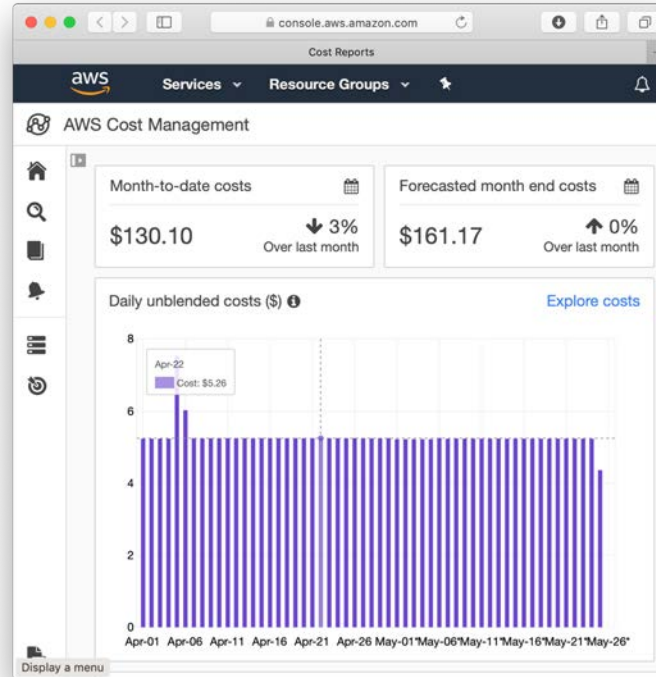 console.aws.amazon.com
Cost Reports
aws Services Resource Groups
AWS Cost Management
Month-to-date costs
$130.10
3%
Over last month
Forecasted month end costs
$161.17
0%
Over last month
Daily unblended costs ($)
Explore costs
8
Apr-22
Cost: $5.26
6
4
2
0
Apr-01 Apr-06 Apr-11 Apr-16 Apr-21 Apr-26 May-01* May-06* May-11* May-16* May-21* May-26*
Display a menu